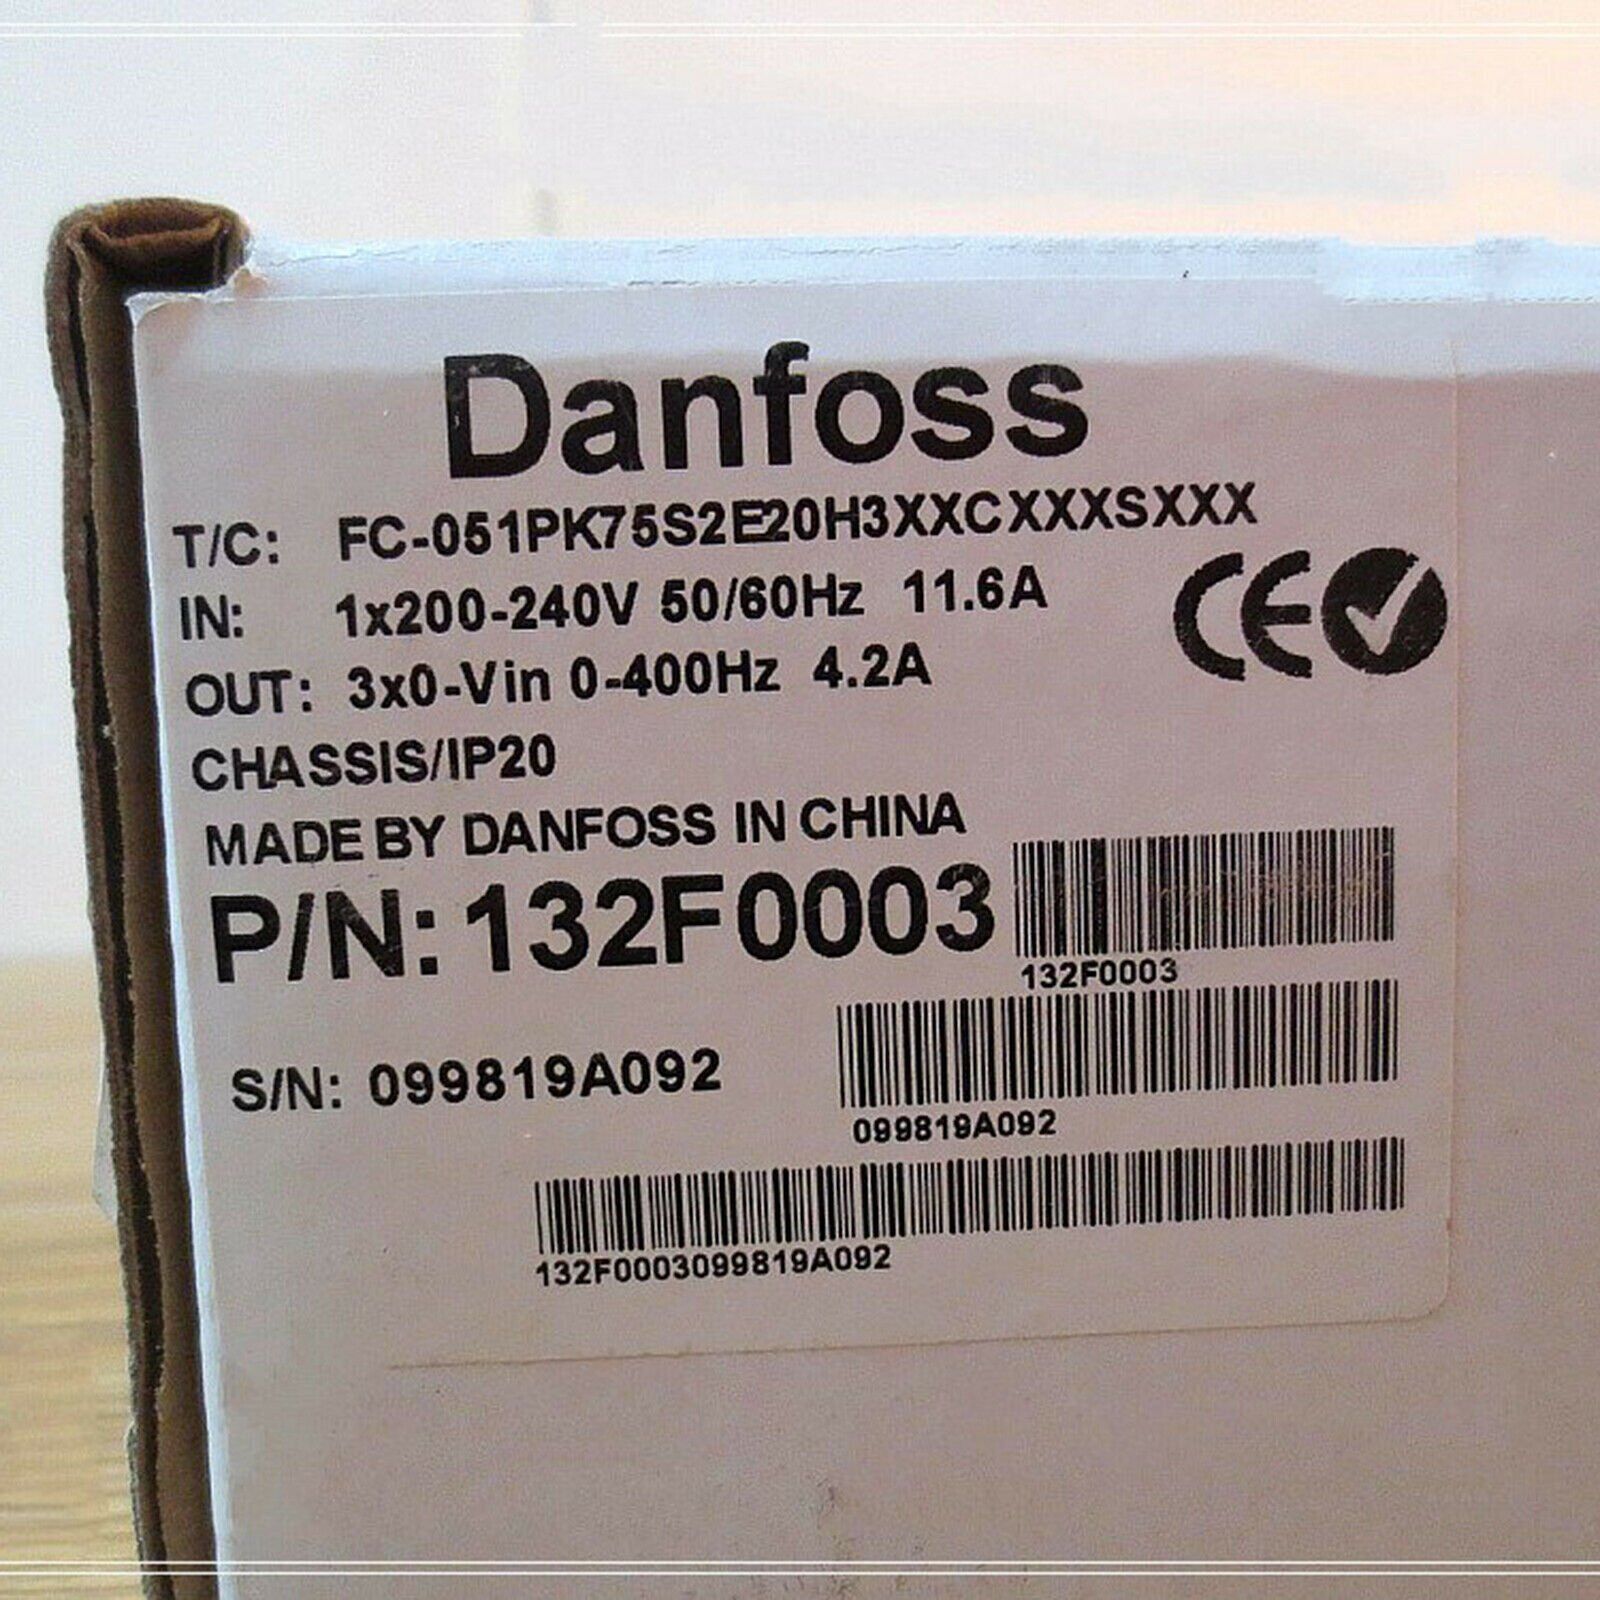 Danfoss
T/C: FC-051PK75S2E20H3XXCXXXSXXX
IN: 1x200-240V 50/60Hz 11.6A
OUT: 3x0-Vin 0-400Hz 4.2A
CE
CHASSIS/IP20
MADE BY DANFOSS IN CHINA
P/N: 132F0003
132F0003
S/N: 099819A092
099819A092
132F0003099819A092